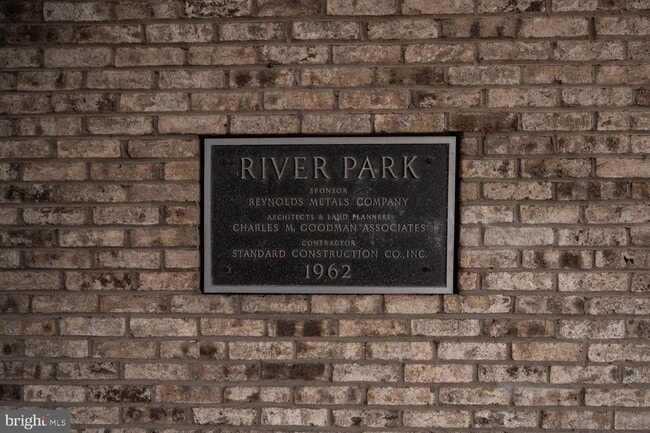 RIVER PARK
SPONSOR
REYNOLDS METALS COMPANY
ARCHITECTS & LAND PLANNERS
CHARLES M. GOODMAN ASSOCIATES
CONTRACTOR
STANDARD CONSTRUCTION CO., INC.
1962
bright MLS